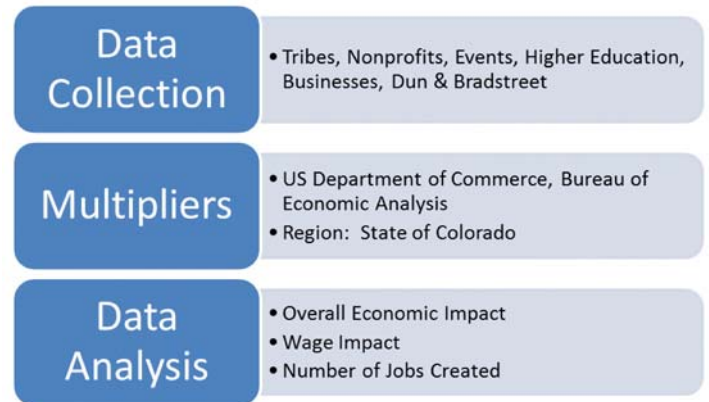 Data
Collection
• Tribes, Nonprofits, Events, Higher Education,
Businesses, Dun & Bradstreet
Multipliers
• US Department of Commerce, Bureau of
Economic Analysis
• Region: State of Colorado
Data
Analysis
• Overall Economic Impact
• Wage Impact
• Number of Jobs Created